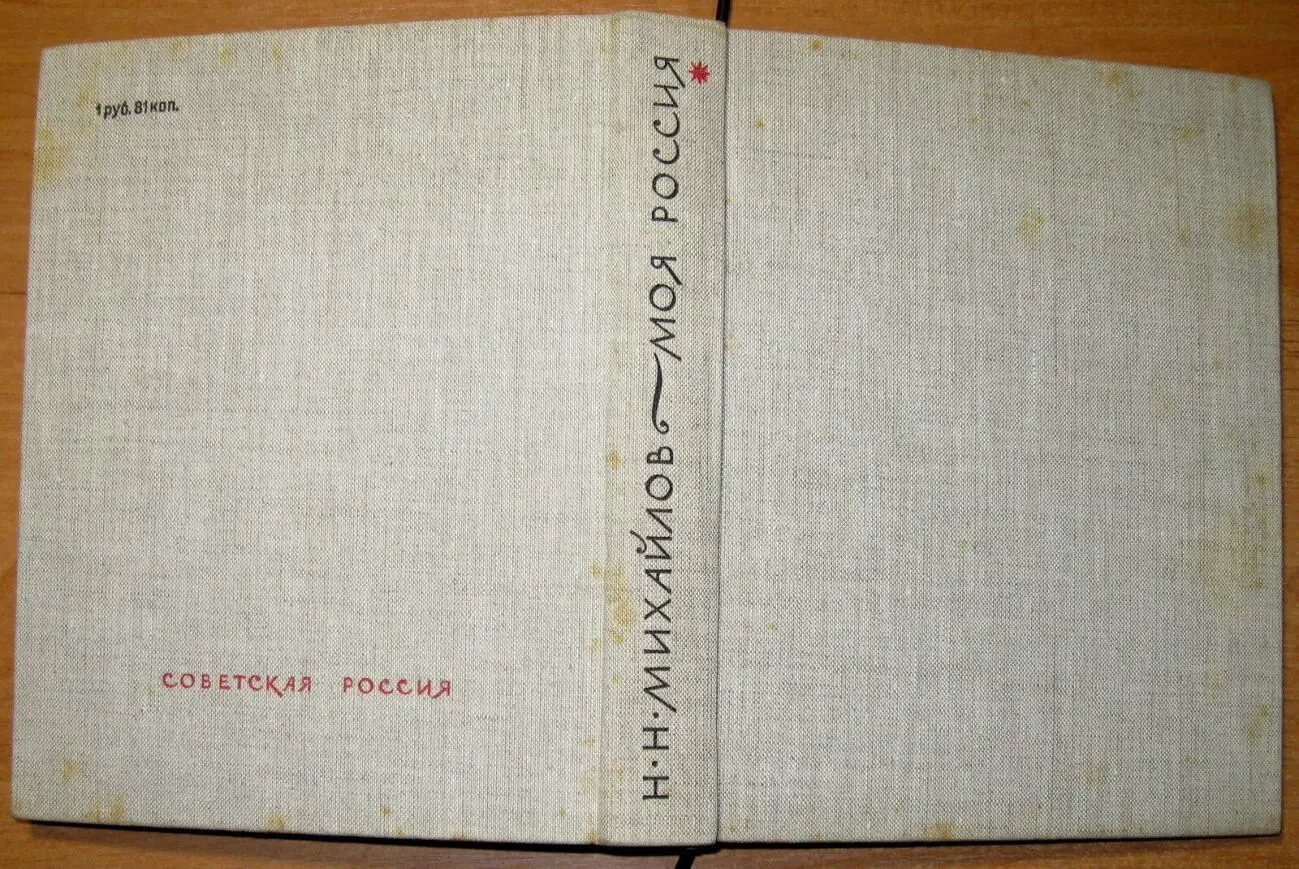 1 руб. 81 коп.
СОВЕТСКАЯ РОССИЯ
Н·Н·МИХАЙЛОВ МОЯ РОССИЯ